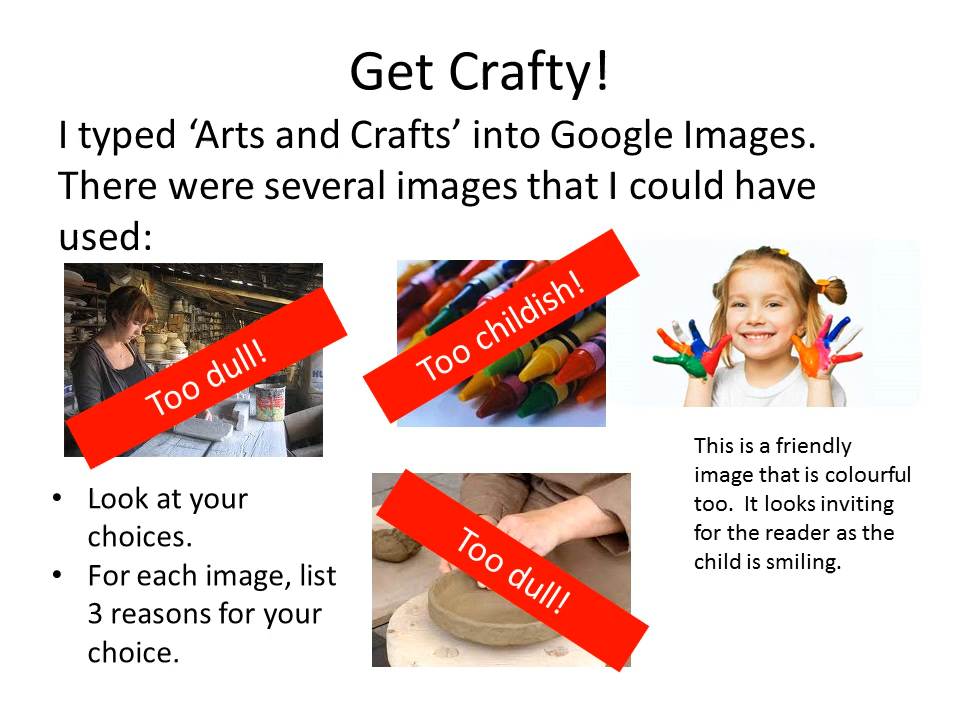 Get Crafty!
I typed ‘Arts and Crafts’ into Google Images.
There were several images that I could have
used:
Too dull!
Too childish!
This is a friendly
image that is colourful
too.  It looks inviting
for the reader as the
child is smiling.
• Look at your
choices.
• For each image, list
3 reasons for your
choice.
Too dull!